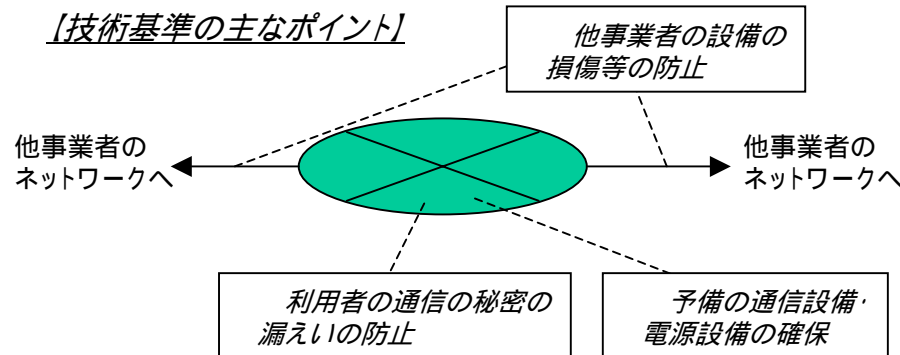 【技術基準の主なポイント】
他事業者の設備の
損傷等の防止
他事業者の
ネットワークへ
他事業者の
ネットワークへ
利用者の通信の秘密の
漏えいの防止
予備の通信設備・
電源設備の確保